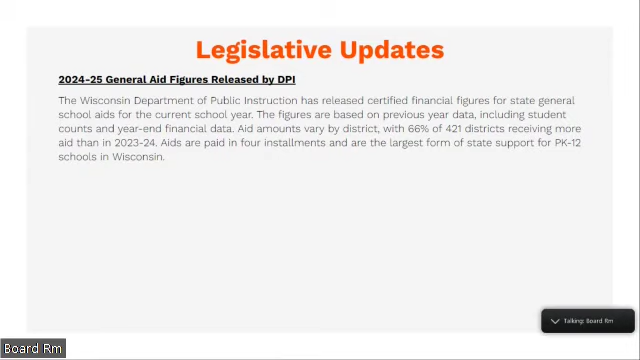 Legislative Updates
2024-25 General Aid Figures Released by DPI
The Wisconsin Department of Public Instruction has released certified financial figures for state general
school aids for the current school year. The figures are based on previous year data, including student
counts and year-end financial data. Aid amounts vary by district, with 66% of 421 districts receiving more
aid than in 2023-24. Aids are paid in four installments and are the largest form of state support for PK-12
schools in Wisconsin.
Talking: Board Rm
Board Rm